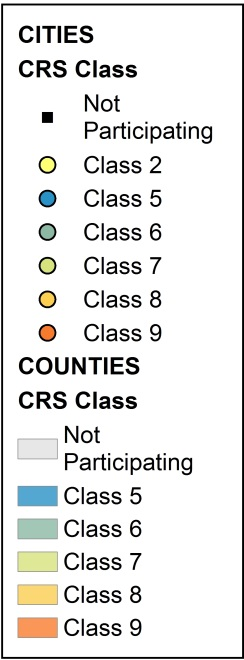 CITIES
CRS Class
Not
Participating
Class 2
Class 5
Class 6
Class 7
Class 8
Class 9
COUNTIES
CRS Class
Not
Participating
Class 5
Class 6
Class 7
Class 8
Class 9